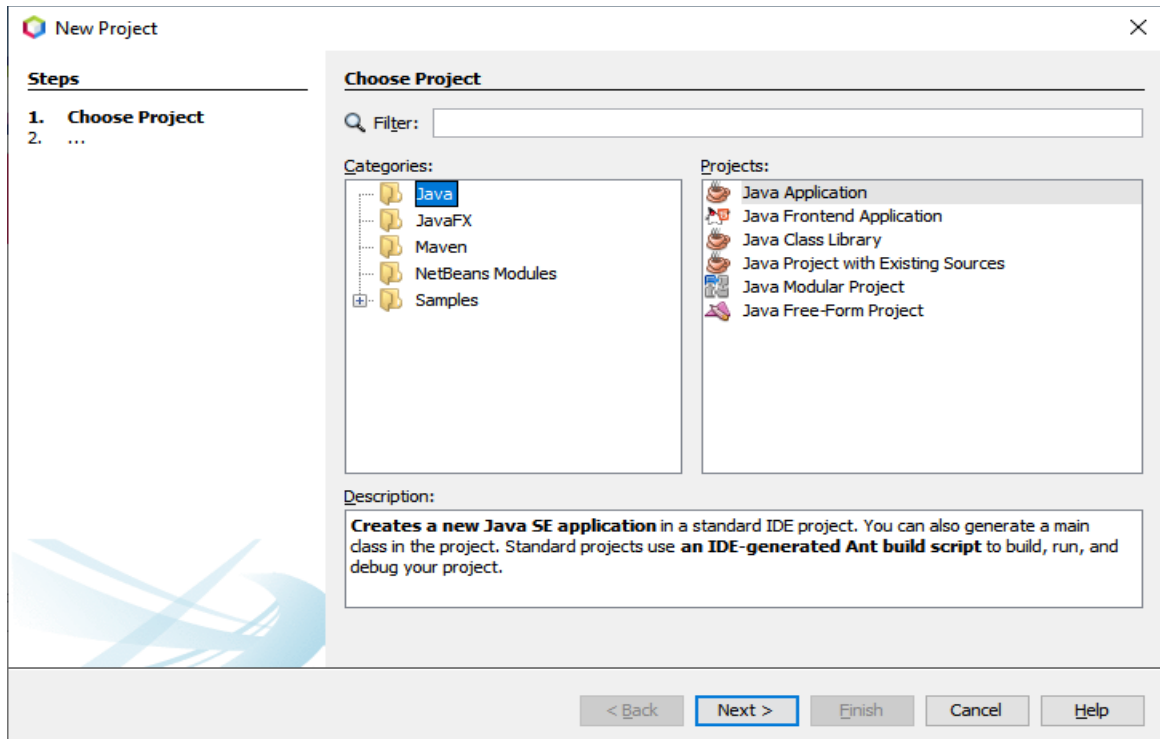 New Project
Steps
1. Choose Project
2. ...
Choose Project
Filter:
Categories:
Java
JavaFX
Maven
NetBeans Modules
Samples
Projects:
Java Application
Java Frontend Application
Java Class Library
Java Project with Existing Sources
Java Modular Project
Java Free-Form Project
Description:
Creates a new Java SE application in a standard IDE project. You can also generate a main
class in the project. Standard projects use an IDE-generated Ant build script to build, run, and
debug your project.
< Back
Next >
Finish
Cancel
Help